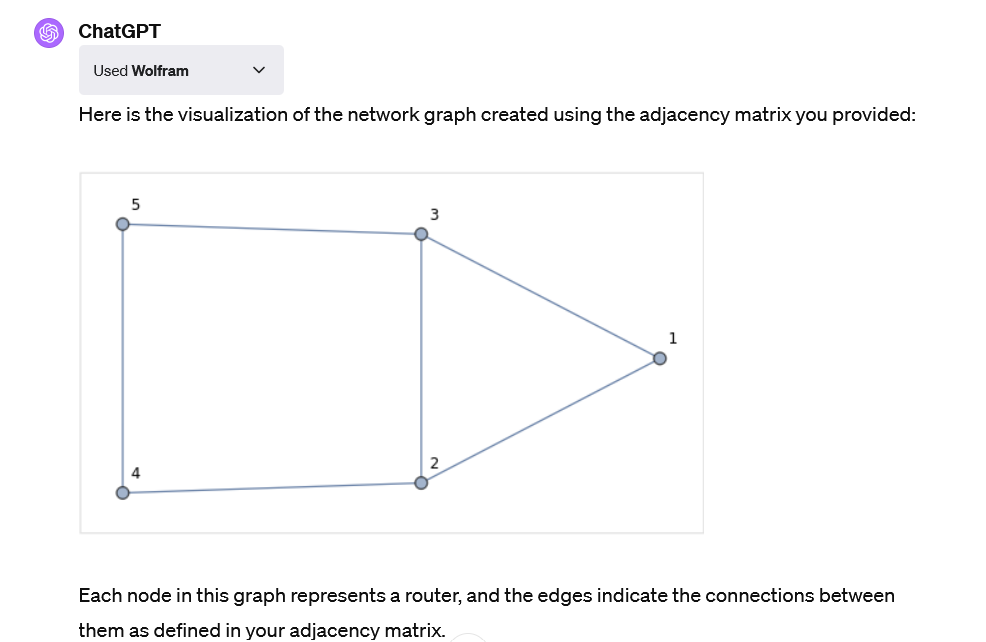 ChatGPT
Used Wolfram
Here is the visualization of the network graph created using the adjacency matrix you provided:
5
3
1
2
4
Each node in this graph represents a router, and the edges indicate the connections between
them as defined in your adjacency matrix.